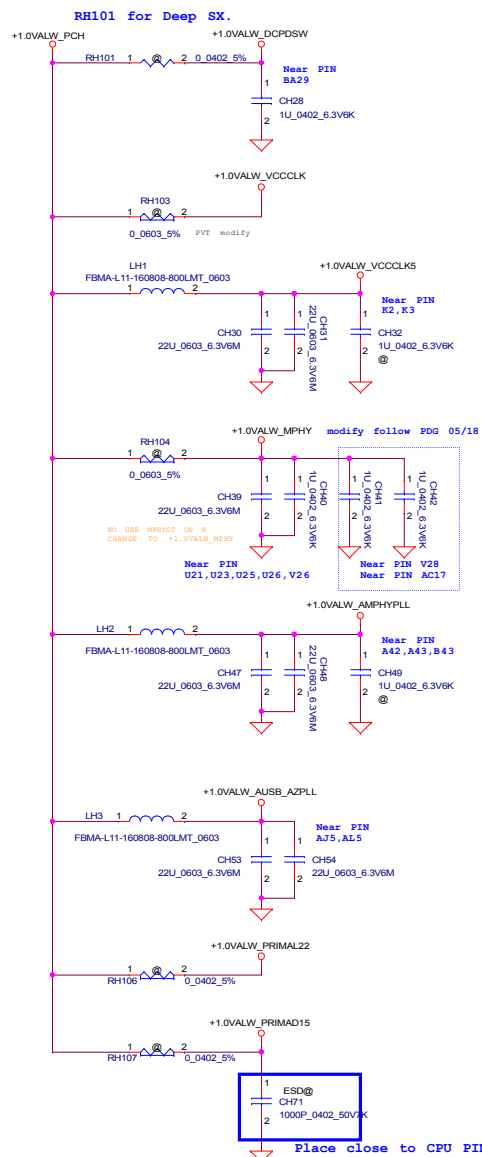 RH101 for Deep SX.
+1.0VALW_PCH
+1.0VALW_DCPDSW
RH101 1 @ 2 0_0402_5%
Near PIN
BA29
1
CH28
1U_0402_6.3V6K
2
+1.0VALW_VCCCLK
RH103
1 @ 2
0_0603_5%
PVT modify
LH1
FBMA-L11-160808-800LMT_0603
1 2
+1.0VALW_VCCCLK5
Near PIN
K2,K3
1
CH30
22U_0603_6.3V6M
2
1
CH31
22U_0603_6.3V6M
2
1
CH32
1U_0402_6.3V6K
2
@
+1.0VALW_MPHY
modify follow PDG 05/18
RH104
1 @ 2
0_0603_5%
1
CH39
22U_0603_6.3V6M
2
1
CH40
1U_0402_6.3V6K
2
1
CH41
1U_0402_6.3V6K
2
1
CH42
1U_0402_6.3V6K
2
NO USE MPHYGT ON H
CHANGE TO +1.0VALW_MPHY
Near PIN
U21,U23,U25,U26,V26
Near PIN V28
Near PIN AC17
+1.0VALW_AMPHYPLL
LH2 1 2
FBMA-L11-160808-800LMT_0603
Near PIN
A42,A43,B43
1
CH47
22U_0603_6.3V6M
2
1
CH48
22U_0603_6.3V6M
2
1
CH49
1U_0402_6.3V6K
2
@
+1.0VALW_AUSB_AZPLL
LH3 1 2
FBMA-L11-160808-800LMT_0603
Near PIN
AJ5,AL5
1
CH53
22U_0603_6.3V6M
2
1
CH54
22U_0603_6.3V6M
2
+1.0VALW_PRIMAL22
1 @ 2
RH106 0_0402_5%
+1.0VALW_PRIMAD15
1 @ 2
RH107 0_0402_5%
ESD@
1
CH71
1000P_0402_50V7K
2
Place close to CPU PIN